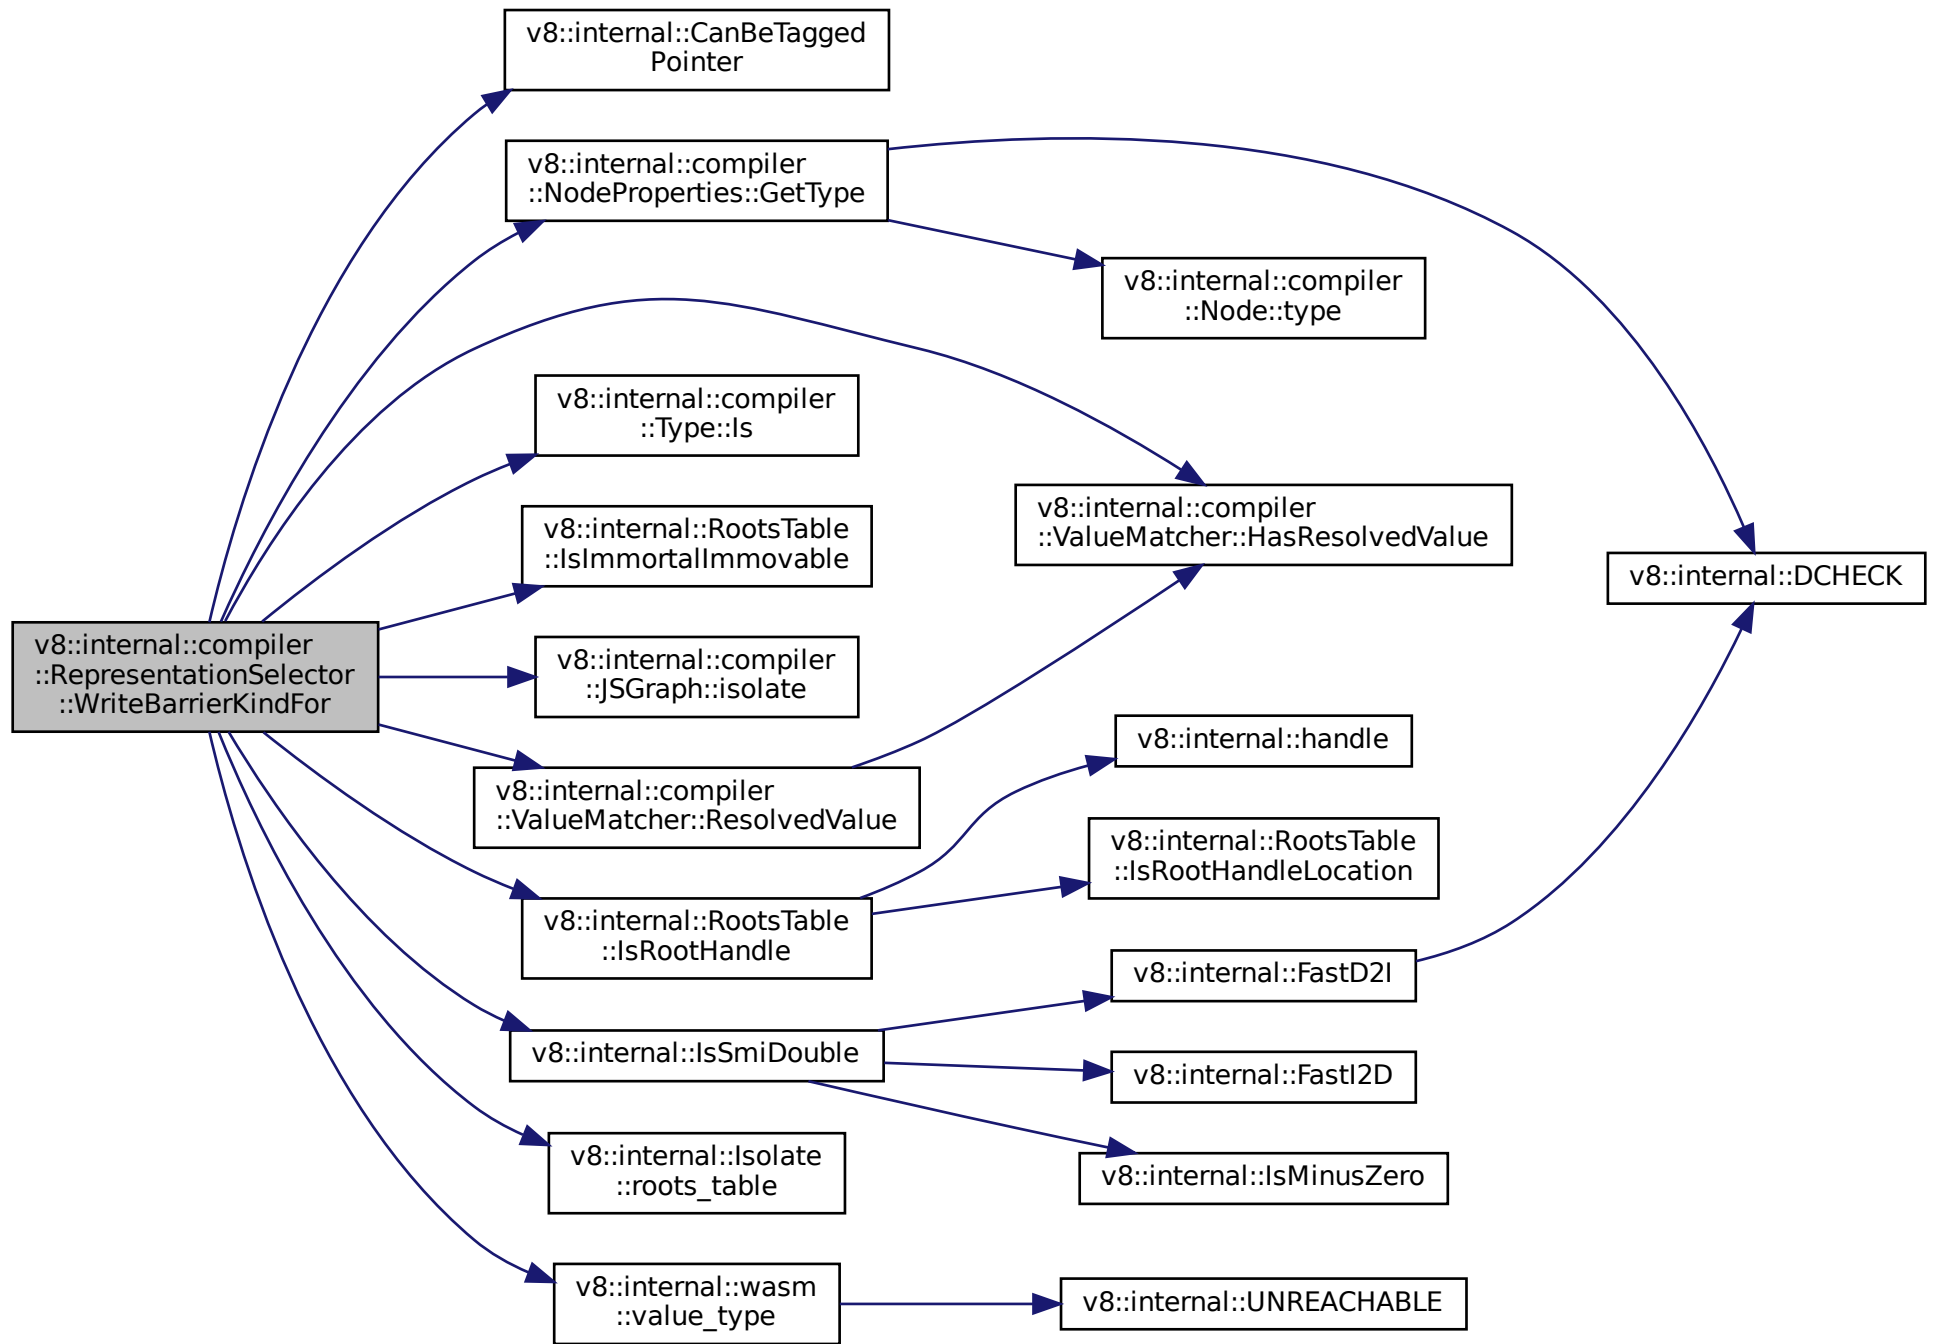 v8::internal::CanBeTagged
Pointer
v8::internal::compiler
::NodeProperties::GetType
v8::internal::compiler
::Node::type
v8::internal::compiler
::Type::Is
v8::internal::compiler
::ValueMatcher::HasResolvedValue
v8::internal::RootsTable
::IsImmortalImmovable
v8::internal::DCHECK
v8::internal::compiler
::RepresentationSelector
::WriteBarrierKindFor
v8::internal::compiler
::JSGraph::isolate
v8::internal::handle
v8::internal::compiler
::ValueMatcher::ResolvedValue
v8::internal::RootsTable
::IsRootHandleLocation
v8::internal::RootsTable
::IsRootHandle
v8::internal::FastD2I
v8::internal::IsSmiDouble
v8::internal::FastI2D
v8::internal::Isolate
::roots_table
v8::internal::IsMinusZero
v8::internal::wasm
::value_type
v8::internal::UNREACHABLE